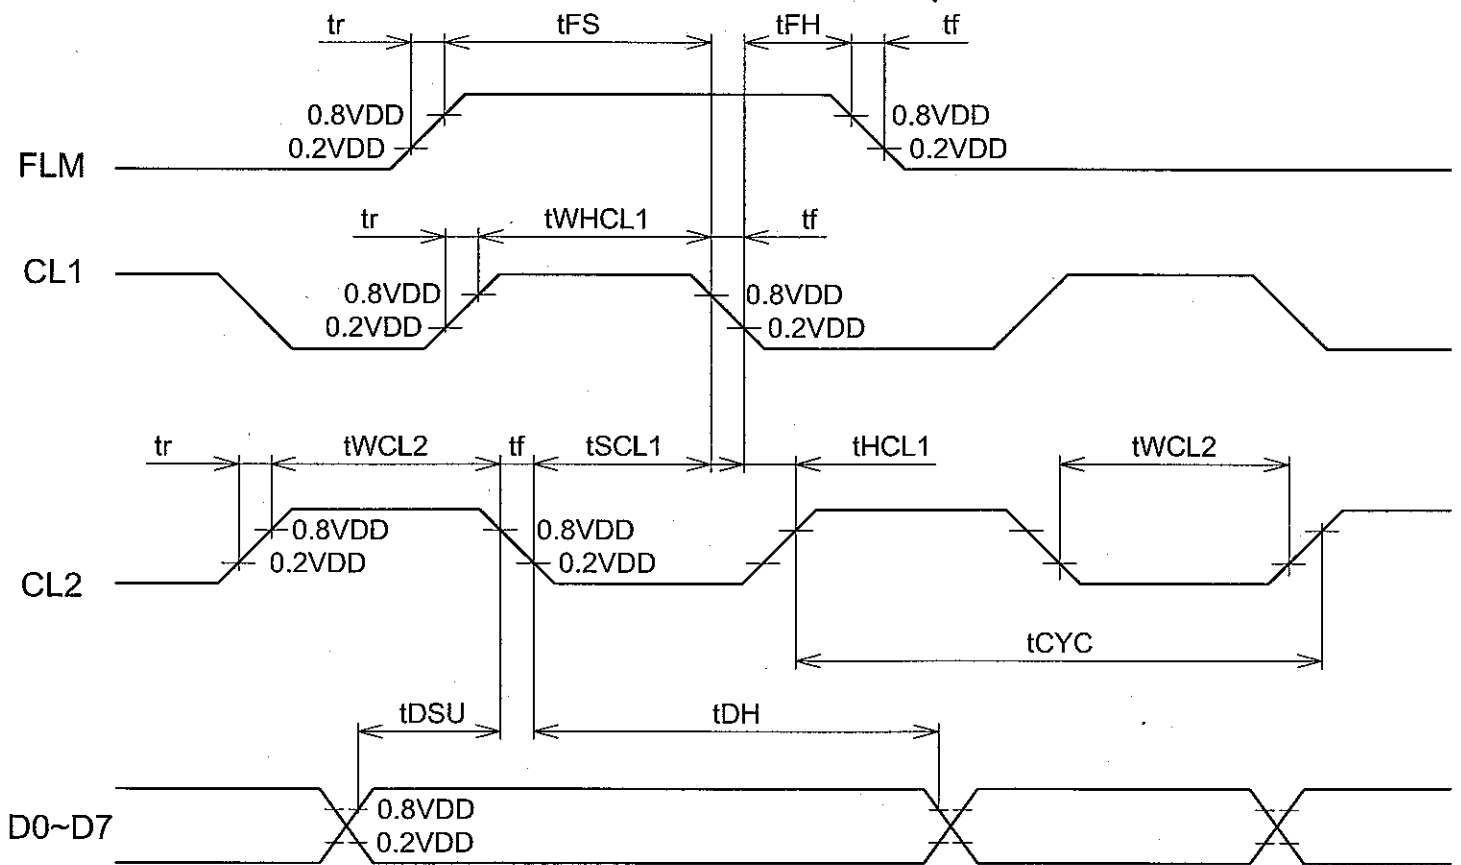 tr tFS tFH tf
0.8VDD 0.8VDD
0.2VDD 0.2VDD
FLM
tr tWHCL1 tf
CL1
0.8VDD 0.8VDD
0.2VDD 0.2VDD
tr tWCL2 tf tSCL1 tHCL1 tWCL2
0.8VDD 0.8VDD
0.2VDD 0.2VDD
CL2
tCYC
tDSU tDH
0.8VDD
D0~D7
0.2VDD